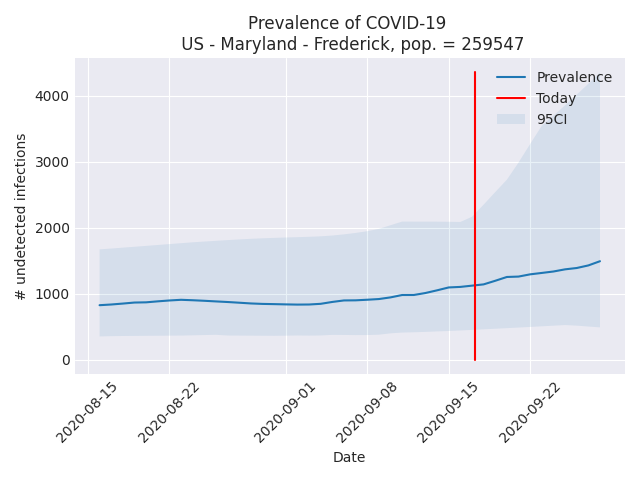 Prevalence of COVID-19
US - Maryland - Frederick, pop. = 259547
Prevalence
Today
95CI
4000
3000
2000
1000
0
# undetected infections
2020-08-15
2020-08-22
2020-09-01
2020-09-08
2020-09-15
2020-09-22
Date